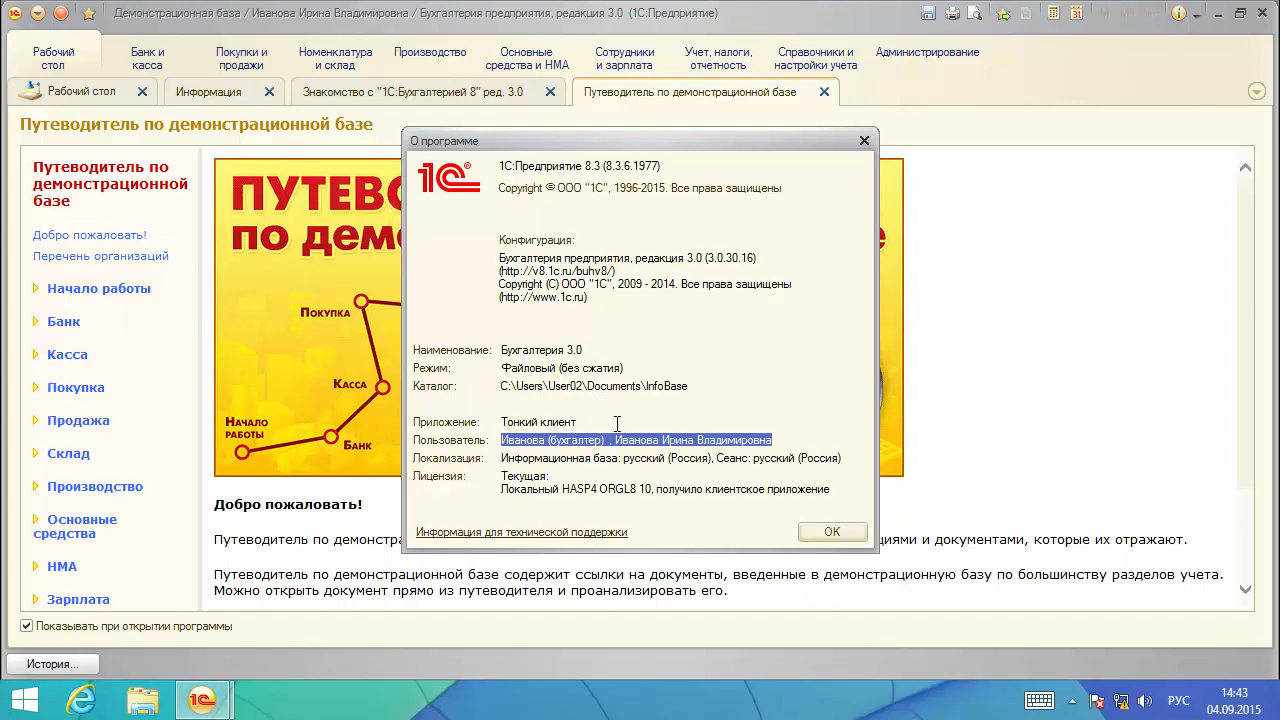 Демонстрационная база / Иванова Ирина Владимировна / Бухгалтерия предприятия, редакция 3.0 (1С:Предприятие)
Рабочий стол
Банк и касса
Покупки и продажи
Номенклатура и склад
Производство
Основные средства и НМА
Сотрудники и зарплата
Учет, налоги, отчетность
Справочники и настройки учета
Администрирование
Рабочий стол
Информация
Знакомство с "1С:Бухгалтерией 8" ред. 3.0
Путеводитель по демонстрационной базе
Путеводитель по демонстрационной базе
Путеводитель по
демонстрационной
базе
Добро пожаловать!
Перечень организаций
Начало работы
Банк
Касса
Покупка
Продажа
Склад
Производство
Основные
средства
НМА
Зарплата
ПУТЕВО
по дем
е
Покупка
Касса
Начало
работы
Банк
О программе
1С
1С:Предприятие 8.3 (8.3.6.1977)
Copyright © ООО "1С", 1996-2015. Все права защищены
Конфигурация:
Бухгалтерия предприятия, редакция 3.0 (3.0.30.16)
(http://v8.1c.ru/buhv8/)
Copyright (С) ООО "1С", 2009 - 2014. Все права защищены
(http://www.1c.ru)
Наименование: Бухгалтерия 3.0
Режим: Файловый (без сжатия)
Каталог: C:\Users\User02\Documents\InfoBase
Приложение: Тонкий клиент
Пользователь: Иванова (бухгалтер) ; Иванова Ирина Владимировна
Локализация: Информационная база: русский (Россия), Сеанс: русский (Россия)
Лицензия: Текущая:
Локальный HASP4 ORGL8 10, получило клиентское приложение
Информация для технической поддержки
OK
Добро пожаловать!
Путеводитель по демонстр
циями и документами, которые их отражают.
Путеводитель по демонстрационной базе содержит ссылки на документы, введенные в демонстрационную базу по большинству разделов учета.
Можно открыть документ прямо из путеводителя и проанализировать его.
Показывать при открытии программы
История...
РУС
14:43
04.09.2015